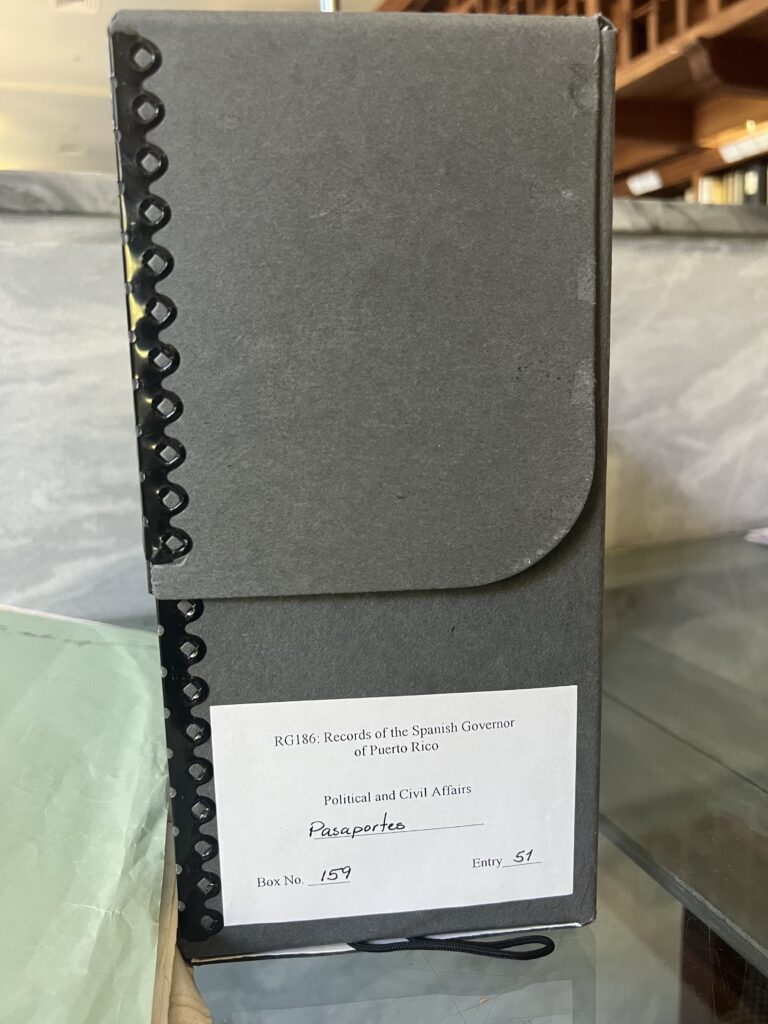 RG186: Records of the Spanish Governor
of Puerto Rico
Political and Civil Affairs
Pasaportes
Box No. 159 Entry 51